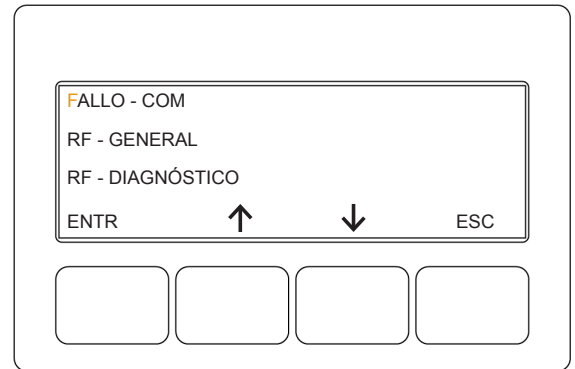 FALLO - COM
RF - GENERAL
RF - DIAGNÓSTICO
ENTR ↑ ↓ ESC